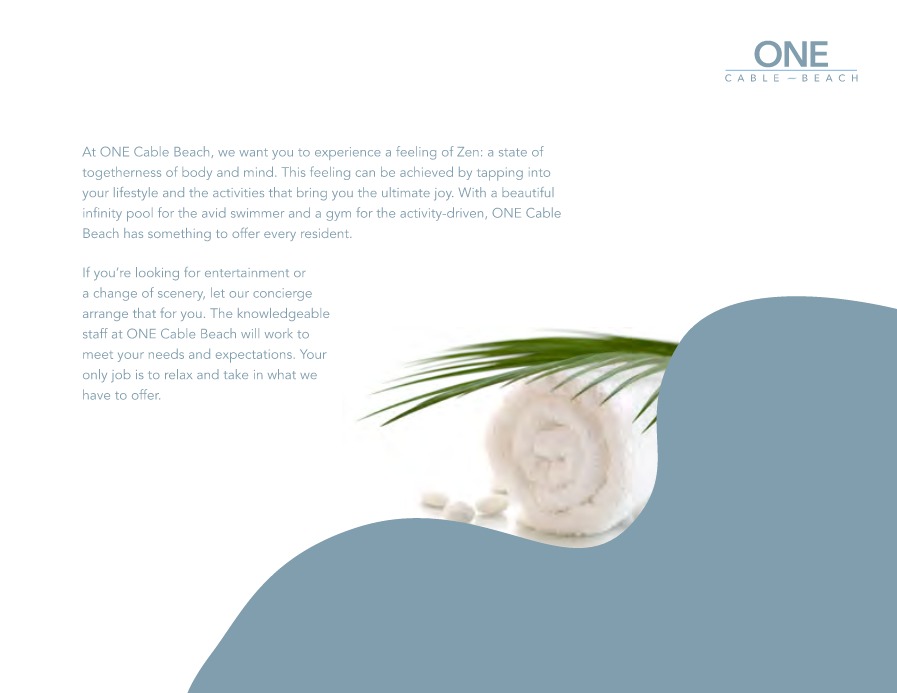 ONE
CABLE — BEACH
At ONE Cable Beach, we want you to experience a feeling of Zen: a state of
togetherness of body and mind. This feeling can be achieved by tapping into
your lifestyle and the activities that bring you the ultimate joy. With a beautiful
infinity pool for the avid swimmer and a gym for the activity-driven, ONE Cable
Beach has something to offer every resident.
If you’re looking for entertainment or
a change of scenery, let our concierge
arrange that for you. The knowledgeable
staff at ONE Cable Beach will work to
meet your needs and expectations. Your
only job is to relax and take in what we
have to offer.